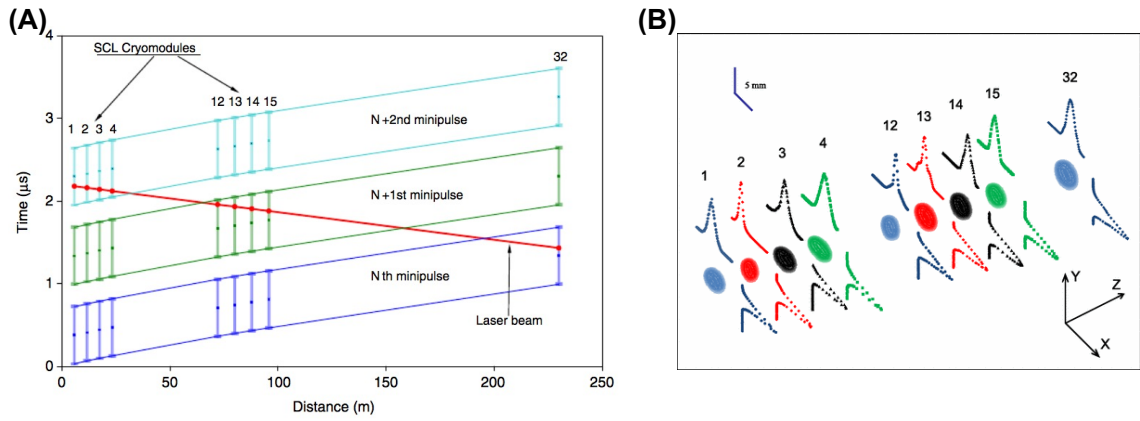 (A)
4
3
2
1
0
Time (µs)
0 50 100 150 200 250
Distance (m)
SCL Cryomodules
1 2 3 4
12 13 14 15
32
N +2nd minipulse
N +1st minipulse
N th minipulse
Laser beam
(B)
5 mm
1
2
3
4
12
13
14
15
32
Y
Z
X